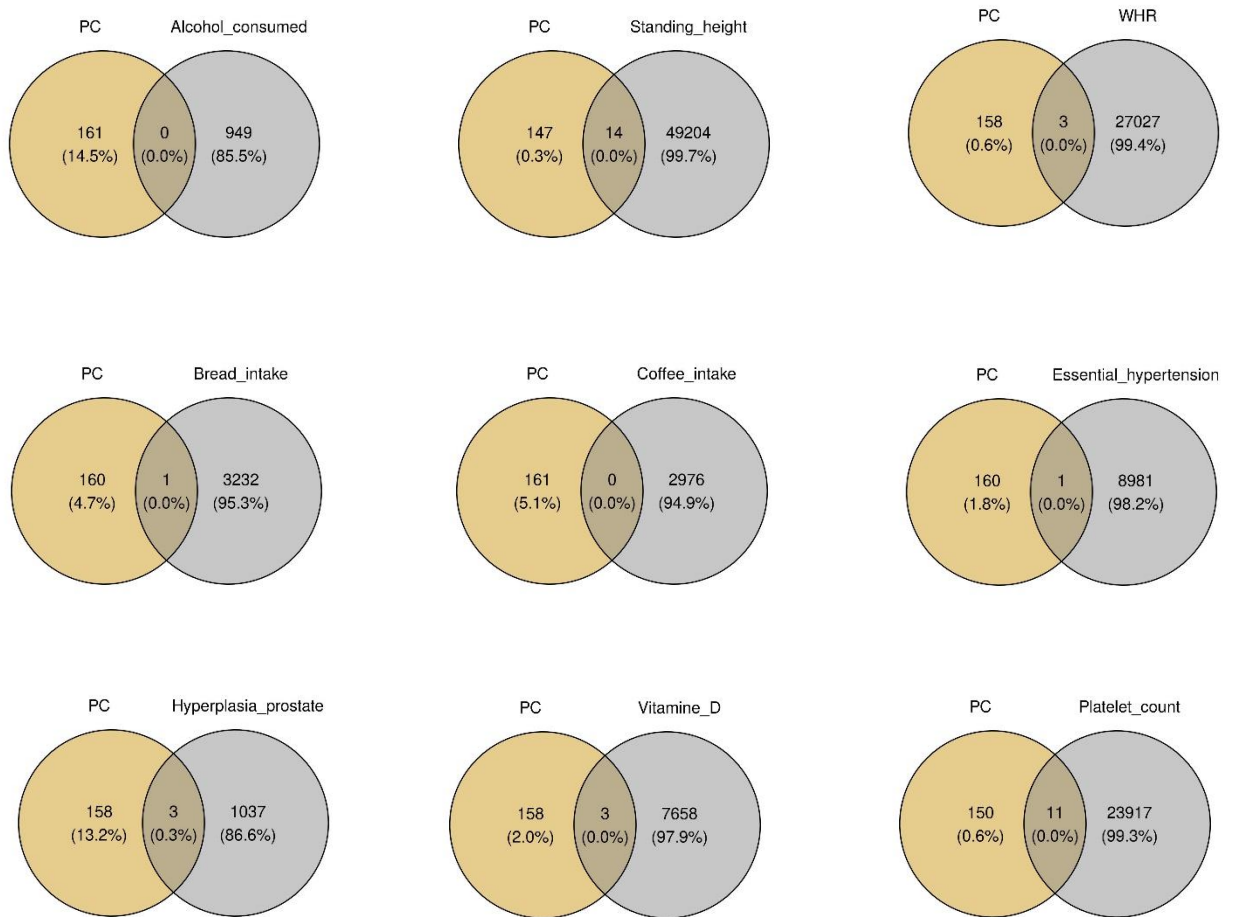 PC Alcohol_consumed
161 0 949
(14.5%) (0.0%) (85.5%)
PC Standing_height
147 14 49204
(0.3%) (0.0%) (99.7%)
PC WHR
158 3 27027
(0.6%) (0.0%) (99.4%)
PC Bread_intake
160 1 3232
(4.7%) (0.0%) (95.3%)
PC Coffee_intake
161 0 2976
(5.1%) (0.0%) (94.9%)
PC Essential_hypertension
160 1 8981
(1.8%) (0.0%) (98.2%)
PC Hyperplasia_prostate
158 3 1037
(13.2%) (0.3%) (86.6%)
PC Vitamine_D
158 3 7658
(2.0%) (0.0%) (97.9%)
PC Platelet_count
150 11 23917
(0.6%) (0.0%) (99.3%)